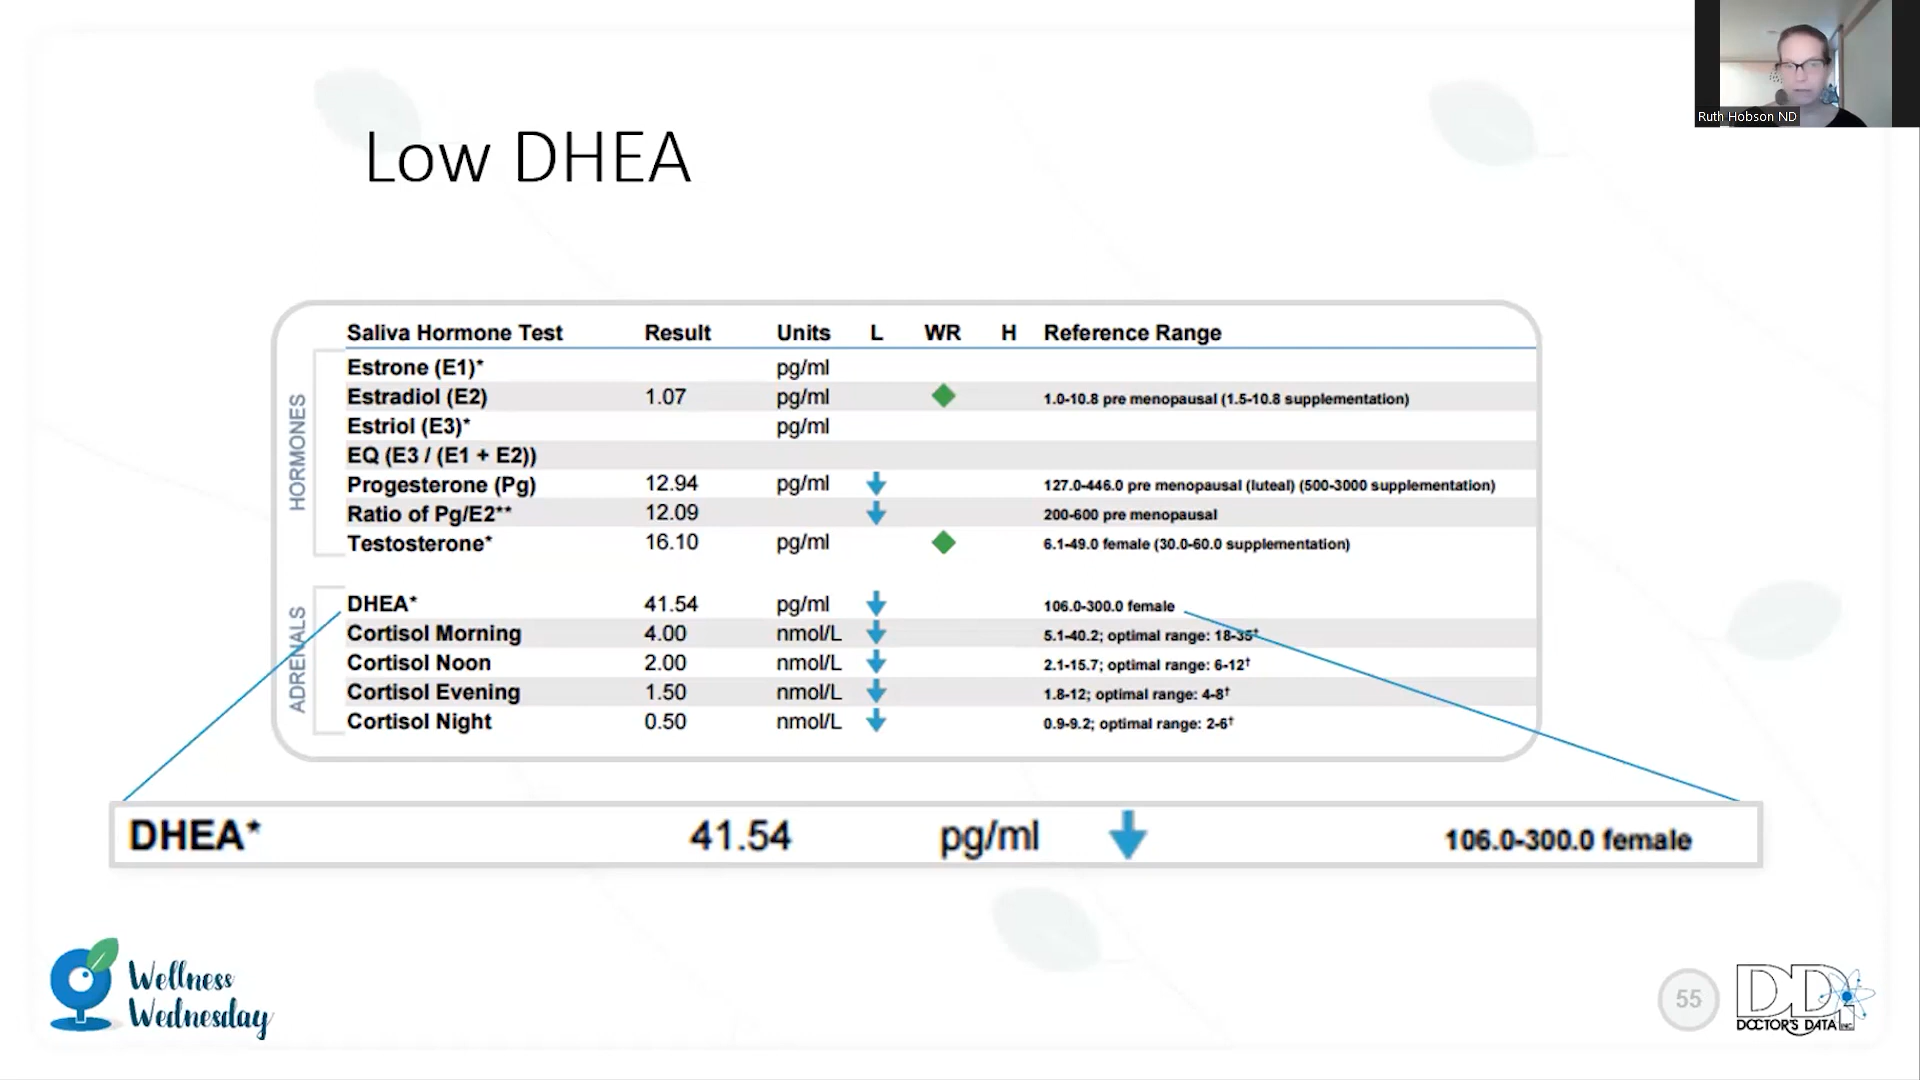 Ruth Hobson ND
Low DHEA
Saliva Hormone Test Result Units L WR H Reference Range
HORMONES
Estrone (E1)* pg/ml
Estradiol (E2) 1.07 pg/ml 1.0-10.8 pre menopausal (1.5-10.8 supplementation)
Estriol (E3)* pg/ml
EQ (E3 / (E1 + E2))
Progesterone (Pg) 12.94 pg/ml 127.0-446.0 pre menopausal (luteal) (500-3000 supplementation)
Ratio of Pg/E2** 12.09 200-600 pre menopausal
Testosterone* 16.10 pg/ml 6.1-49.0 female (30.0-60.0 supplementation)
ADRENALS
DHEA* 41.54 pg/ml 106.0-300.0 female
Cortisol Morning 4.00 nmol/L 5.1-40.2; optimal range: 18-35†
Cortisol Noon 2.00 nmol/L 2.1-15.7; optimal range: 6-12†
Cortisol Evening 1.50 nmol/L 1.8-12; optimal range: 4-8†
Cortisol Night 0.50 nmol/L 0.9-9.2; optimal range: 2-6†
DHEA* 41.54 pg/ml 106.0-300.0 female
Wellness
Wednesday
55
DDI
DOCTOR'S DATA